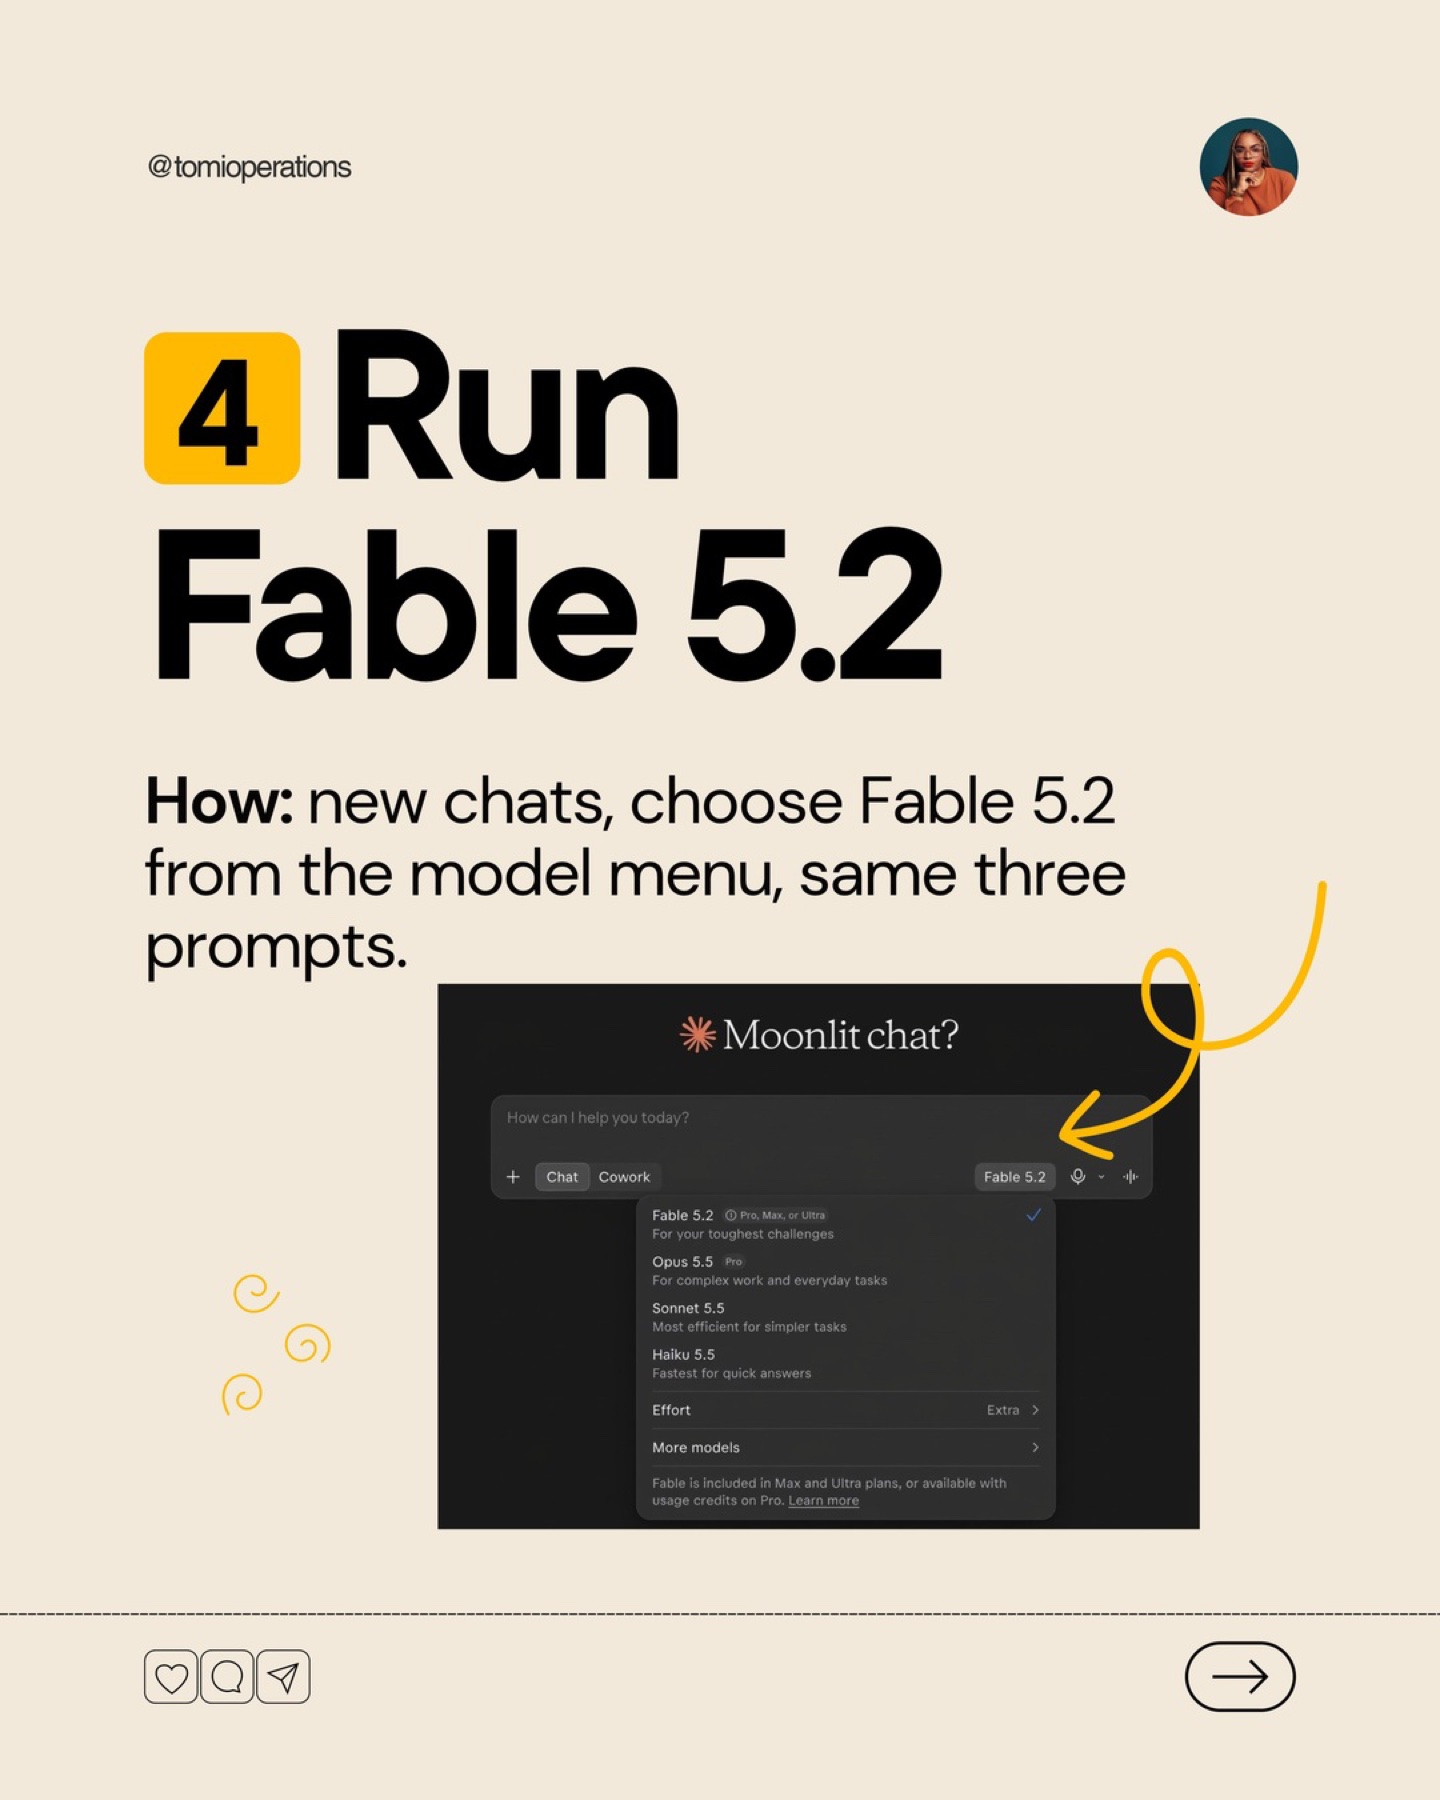 @tomioperations
4 Run
Fable 5.2
How: new chats, choose Fable 5.2
from the model menu, same three
prompts.
Moonlit chat?
How can I help you today?
Chat Cowork Fable 5.2
Fable 5.2 Pro, Max, or Ultra
For your toughest challenges
Opus 5.5 Pro
For complex work and everyday tasks
Sonnet 5.5
Most efficient for simpler tasks
Haiku 5.5
Fastest for quick answers
Effort Extra
More models
Fable is included in Max and Ultra plans, or available with
usage credits on Pro. Learn more